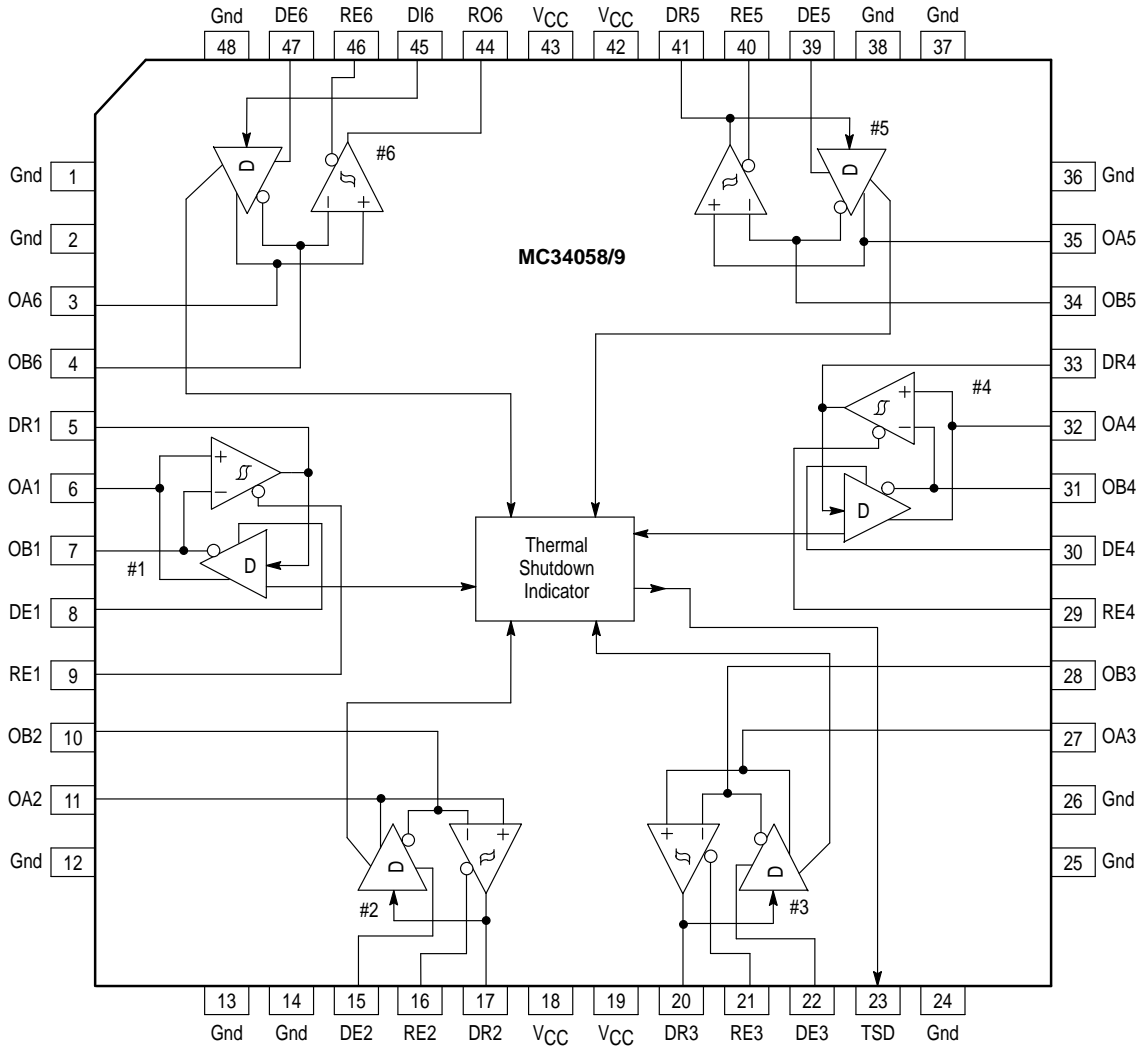 Gnd DE6 RE6 DI6 RO6 VCC VCC DR5 RE5 DE5 Gnd Gnd
48 47 46 45 44 43 42 41 40 39 38 37
D #6 + − #5 D + −
Gnd 1
Gnd 2
OA6 3
OB6 4
DR1 5
OA1 6
OB1 7
DE1 8
RE1 9
OB2 10
OA2 11
Gnd 12
MC34058/9
36 Gnd
35 OA5
34 OB5
33 DR4
32 OA4
31 OB4
30 DE4
29 RE4
28 OB3
27 OA3
26 Gnd
25 Gnd
+ −
#1 D
#4 + −
D
Thermal
Shutdown
Indicator
D − +
#2
+ − D
#3
13 14 15 16 17 18 19 20 21 22 23 24
Gnd Gnd DE2 RE2 DR2 VCC VCC DR3 RE3 DE3 TSD Gnd